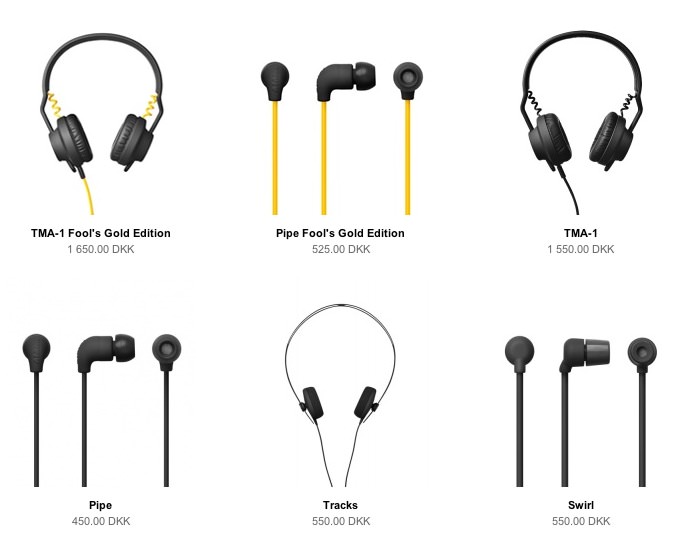 TMA-1 Fool's Gold Edition
1 650.00 DKK
Pipe Fool's Gold Edition
525.00 DKK
TMA-1
1 550.00 DKK
Pipe
450.00 DKK
Tracks
550.00 DKK
Swirl
550.00 DKK